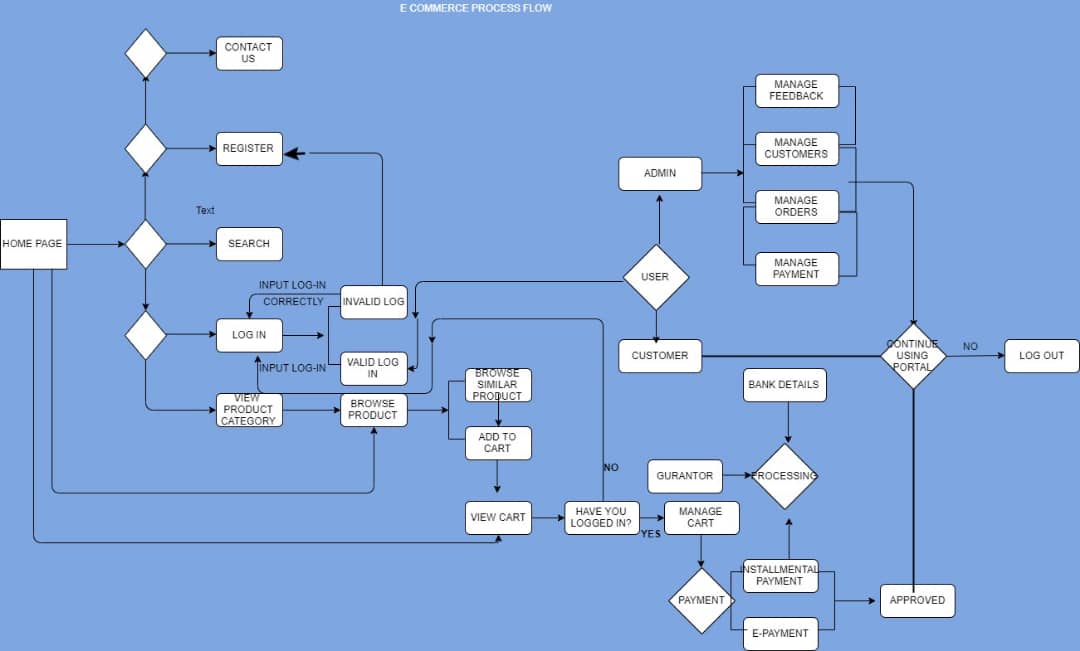 E COMMERCE PROCESS FLOW
CONTACT
US
REGISTER
Text
HOME PAGE
SEARCH
INPUT LOG-IN
CORRECTLY
INVALID LOG
LOG IN
INPUT LOG-IN
VALID LOG
IN
VIEW
PRODUCT
CATEGORY
BROWSE
PRODUCT
BROWSE
SIMILAR
PRODUCT
ADD TO
CART
VIEW CART
HAVE YOU
LOGGED IN?
NO
YES
MANAGE
CART
PAYMENT
INSTALLMENTAL
PAYMENT
E-PAYMENT
APPROVED
GURANTOR
PROCESSING
BANK DETAILS
USER
ADMIN
CUSTOMER
MANAGE
FEEDBACK
MANAGE
CUSTOMERS
MANAGE
ORDERS
MANAGE
PAYMENT
CONTINUE
USING
PORTAL
NO
LOG OUT